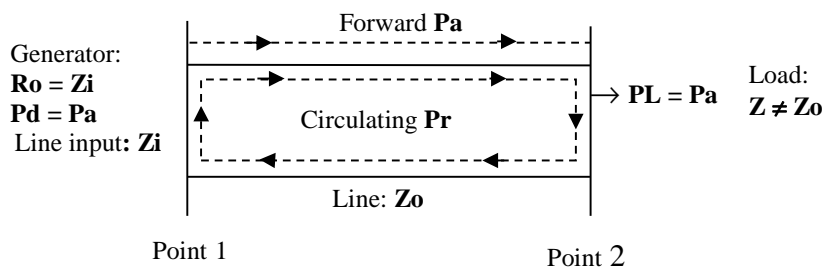 Forward Pa
Generator:
Ro = Zi
Pd = Pa
Line input: Zi
Circulating Pr
PL = Pa
Load:
Z ≠ Zo
Line: Zo
Point 1
Point 2